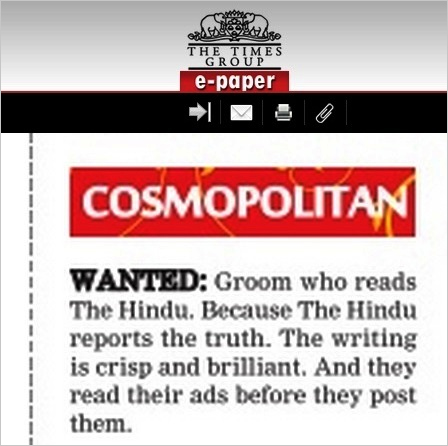 THE TIMES
GROUP
e-paper
COSMOPOLITAN
WANTED: Groom who reads
The Hindu. Because The Hindu
reports the truth. The writing
is crisp and brilliant. And they
read their ads before they post
them.